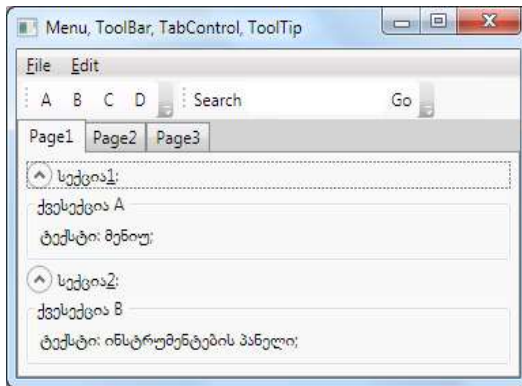 Menu, ToolBar, TabControl, ToolTip
File Edit
A B C D Search Go
Page1 Page2 Page3
სექცია1:
ქვესექცია A
ტექსტი: მენიუ;
სექცია2:
ქვესექცია B
ტექსტი: ინსტრუმენტების პანელი;